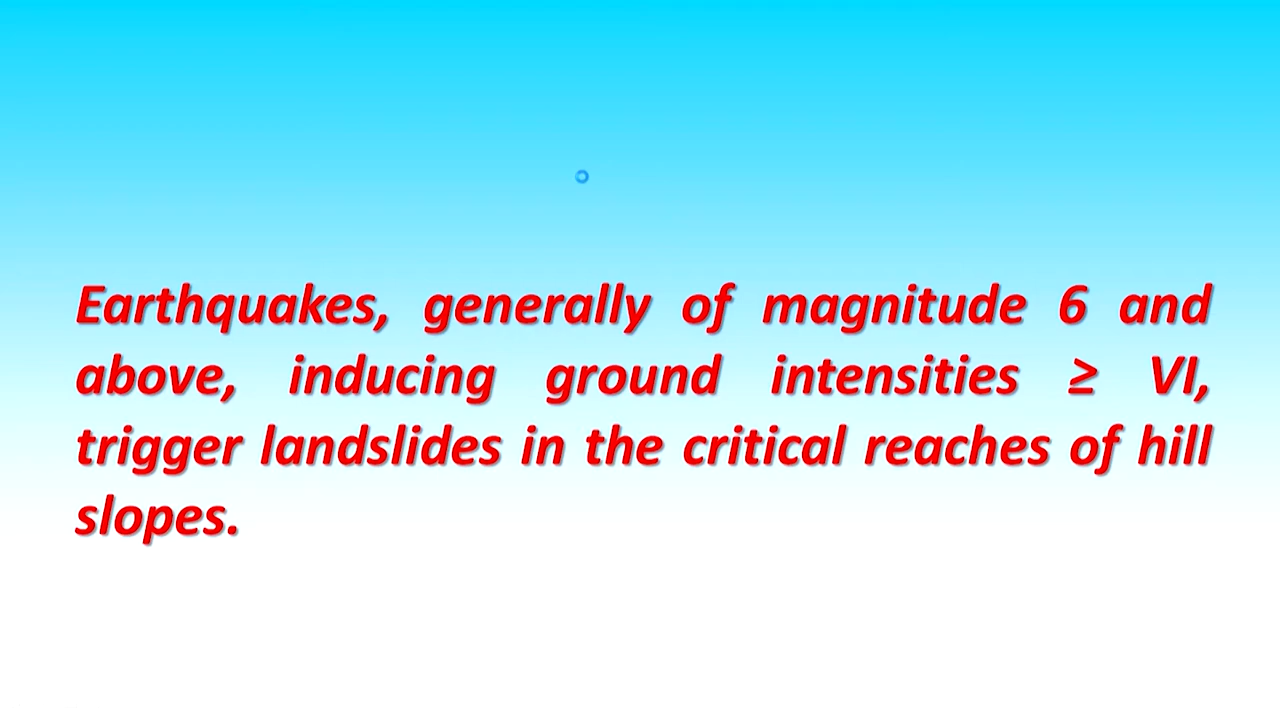 Earthquakes, generally of magnitude 6 and
above, inducing ground intensities ≥ VI,
trigger landslides in the critical reaches of hill
slopes.